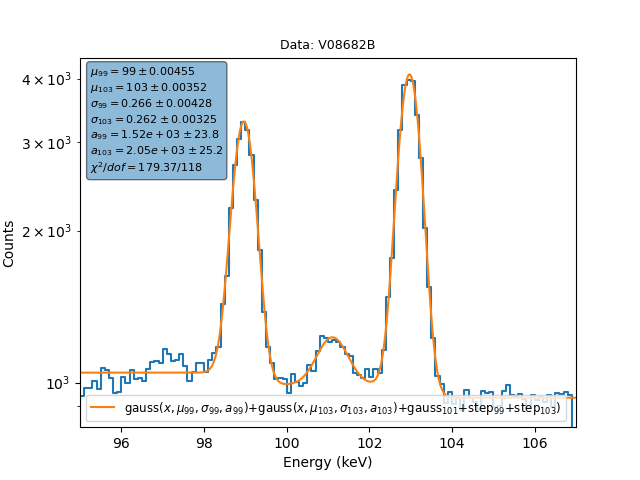 Data: V08682B
μ₉₉ = 99 ± 0.00455
μ₁₀₃ = 103 ± 0.00352
σ₉₉ = 0.266 ± 0.00428
σ₁₀₃ = 0.262 ± 0.00325
a₉₉ = 1.52e + 03 ± 23.8
a₁₀₃ = 2.05e + 03 ± 25.2
χ²/dof = 179.37/118
4 × 10³
3 × 10³
2 × 10³
10³
Counts
gauss(x, μ₉₉, σ₉₉, a₉₉)+gauss(x, μ₁₀₃, σ₁₀₃, a₁₀₃)+gauss₁₀₁+step₉₉+step₁₀₃)
96 98 100 102 104 106
Energy (keV)